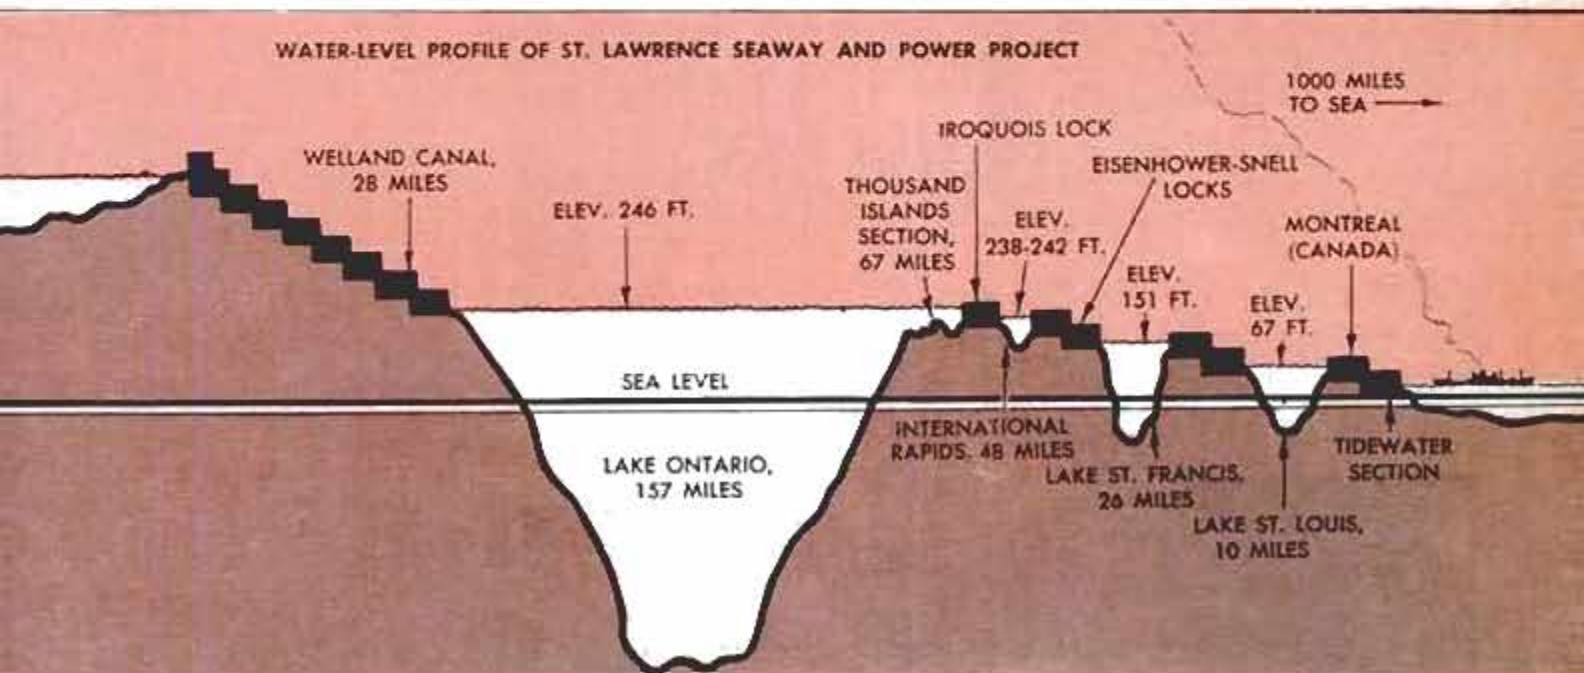 WATER-LEVEL PROFILE OF ST. LAWRENCE SEAWAY AND POWER PROJECT
1000 MILES
TO SEA
IROQUOIS LOCK
WELLAND CANAL,
28 MILES
EISENHOWER-SNELL
LOCKS
THOUSAND
ISLANDS
SECTION,
67 MILES
ELEV. 246 FT.
ELEV.
238-242 FT.
MONTREAL
(CANADA)
ELEV.
151 FT.
ELEV.
67 FT.
SEA LEVEL
INTERNATIONAL
RAPIDS, 48 MILES
TIDEWATER
SECTION
LAKE ONTARIO,
157 MILES
LAKE ST. FRANCIS,
26 MILES
LAKE ST. LOUIS,
10 MILES